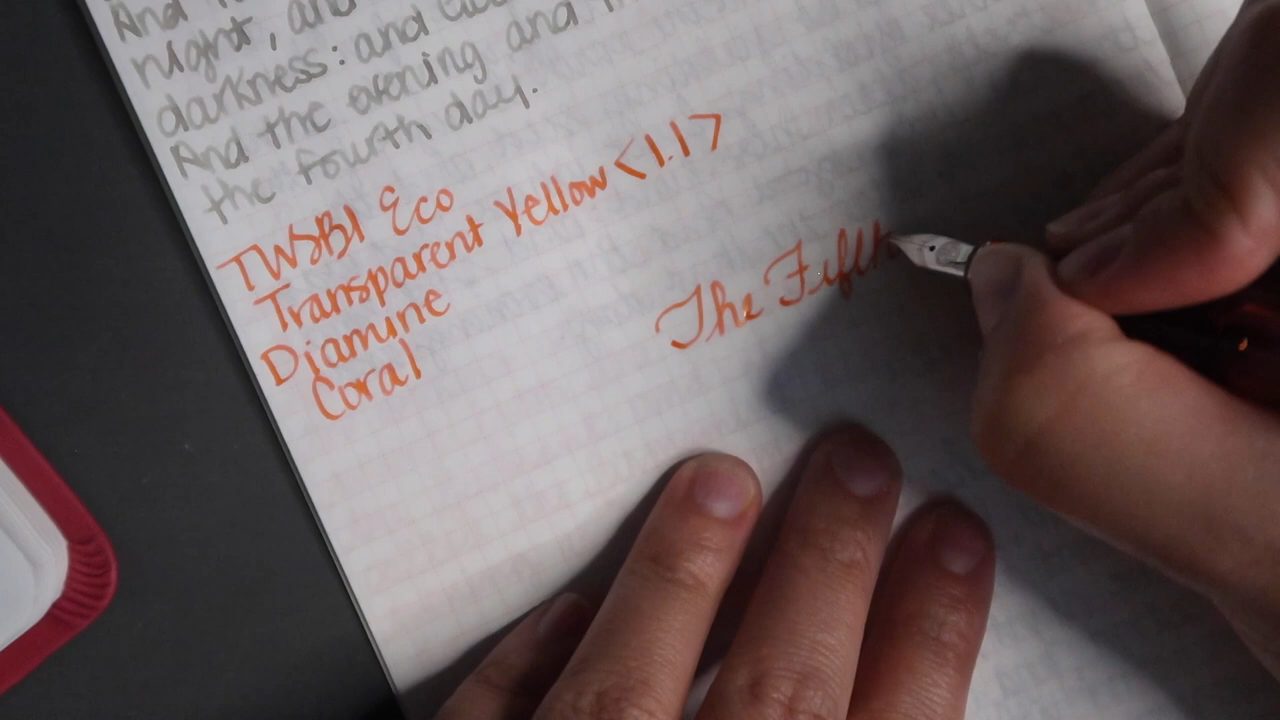 And
night, and
darkness: and
And the evening and
the fourth day.
TWSBI Eco
Transparent Yellow <1.1>
Diamine
Coral
The Fifth